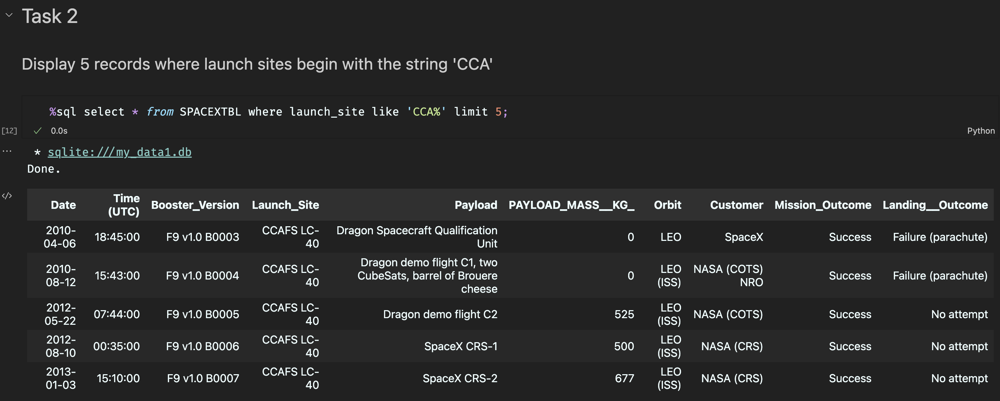 Task 2
Display 5 records where launch sites begin with the string 'CCA'
%sql select * from SPACEXTBL where launch_site like 'CCA%' limit 5;
[12] 0.0s Python
* sqlite:///my_data1.db
Done.
Date Time (UTC) Booster_Version Launch_Site Payload PAYLOAD_MASS__KG_ Orbit Customer Mission_Outcome Landing__Outcome
2010-04-06 18:45:00 F9 v1.0 B0003 CCAFS LC-40 Dragon Spacecraft Qualification Unit 0 LEO SpaceX Success Failure (parachute)
2010-08-12 15:43:00 F9 v1.0 B0004 CCAFS LC-40 Dragon demo flight C1, two CubeSats, barrel of Brouere cheese 0 LEO (ISS) NASA (COTS) NRO Success Failure (parachute)
2012-05-22 07:44:00 F9 v1.0 B0005 CCAFS LC-40 Dragon demo flight C2 525 LEO (ISS) NASA (COTS) Success No attempt
2012-08-10 00:35:00 F9 v1.0 B0006 CCAFS LC-40 SpaceX CRS-1 500 LEO (ISS) NASA (CRS) Success No attempt
2013-01-03 15:10:00 F9 v1.0 B0007 CCAFS LC-40 SpaceX CRS-2 677 LEO (ISS) NASA (CRS) Success No attempt